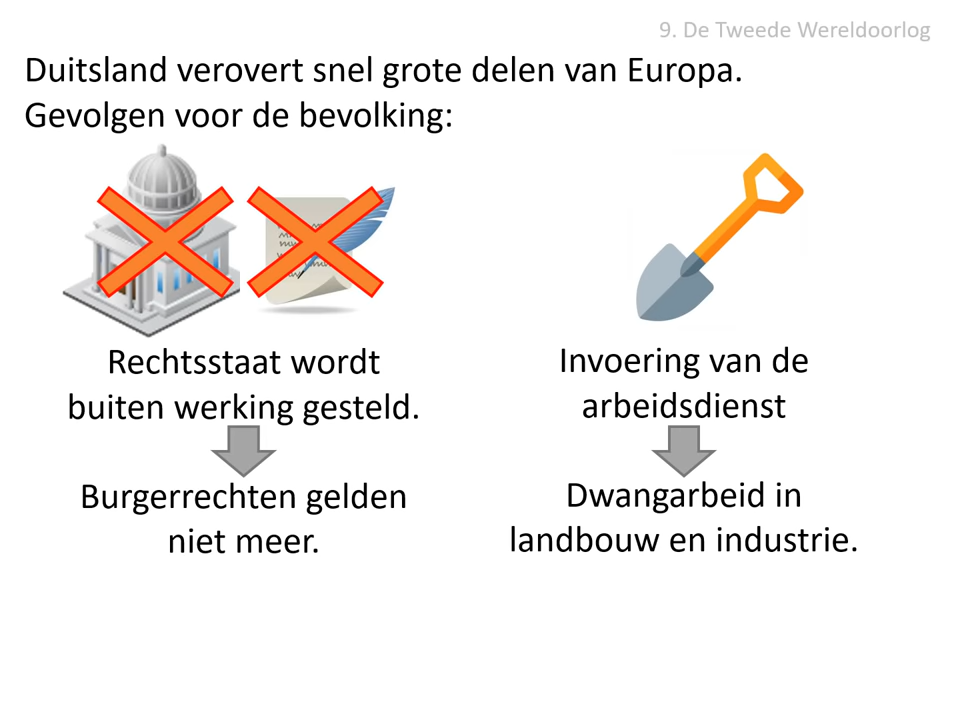 9. De Tweede Wereldoorlog
Duitsland verovert snel grote delen van Europa.
Gevolgen voor de bevolking:
Rechtsstaat wordt
buiten werking gesteld.
Burgerrechten gelden
niet meer.
Invoering van de
arbeidsdienst
Dwangarbeid in
landbouw en industrie.